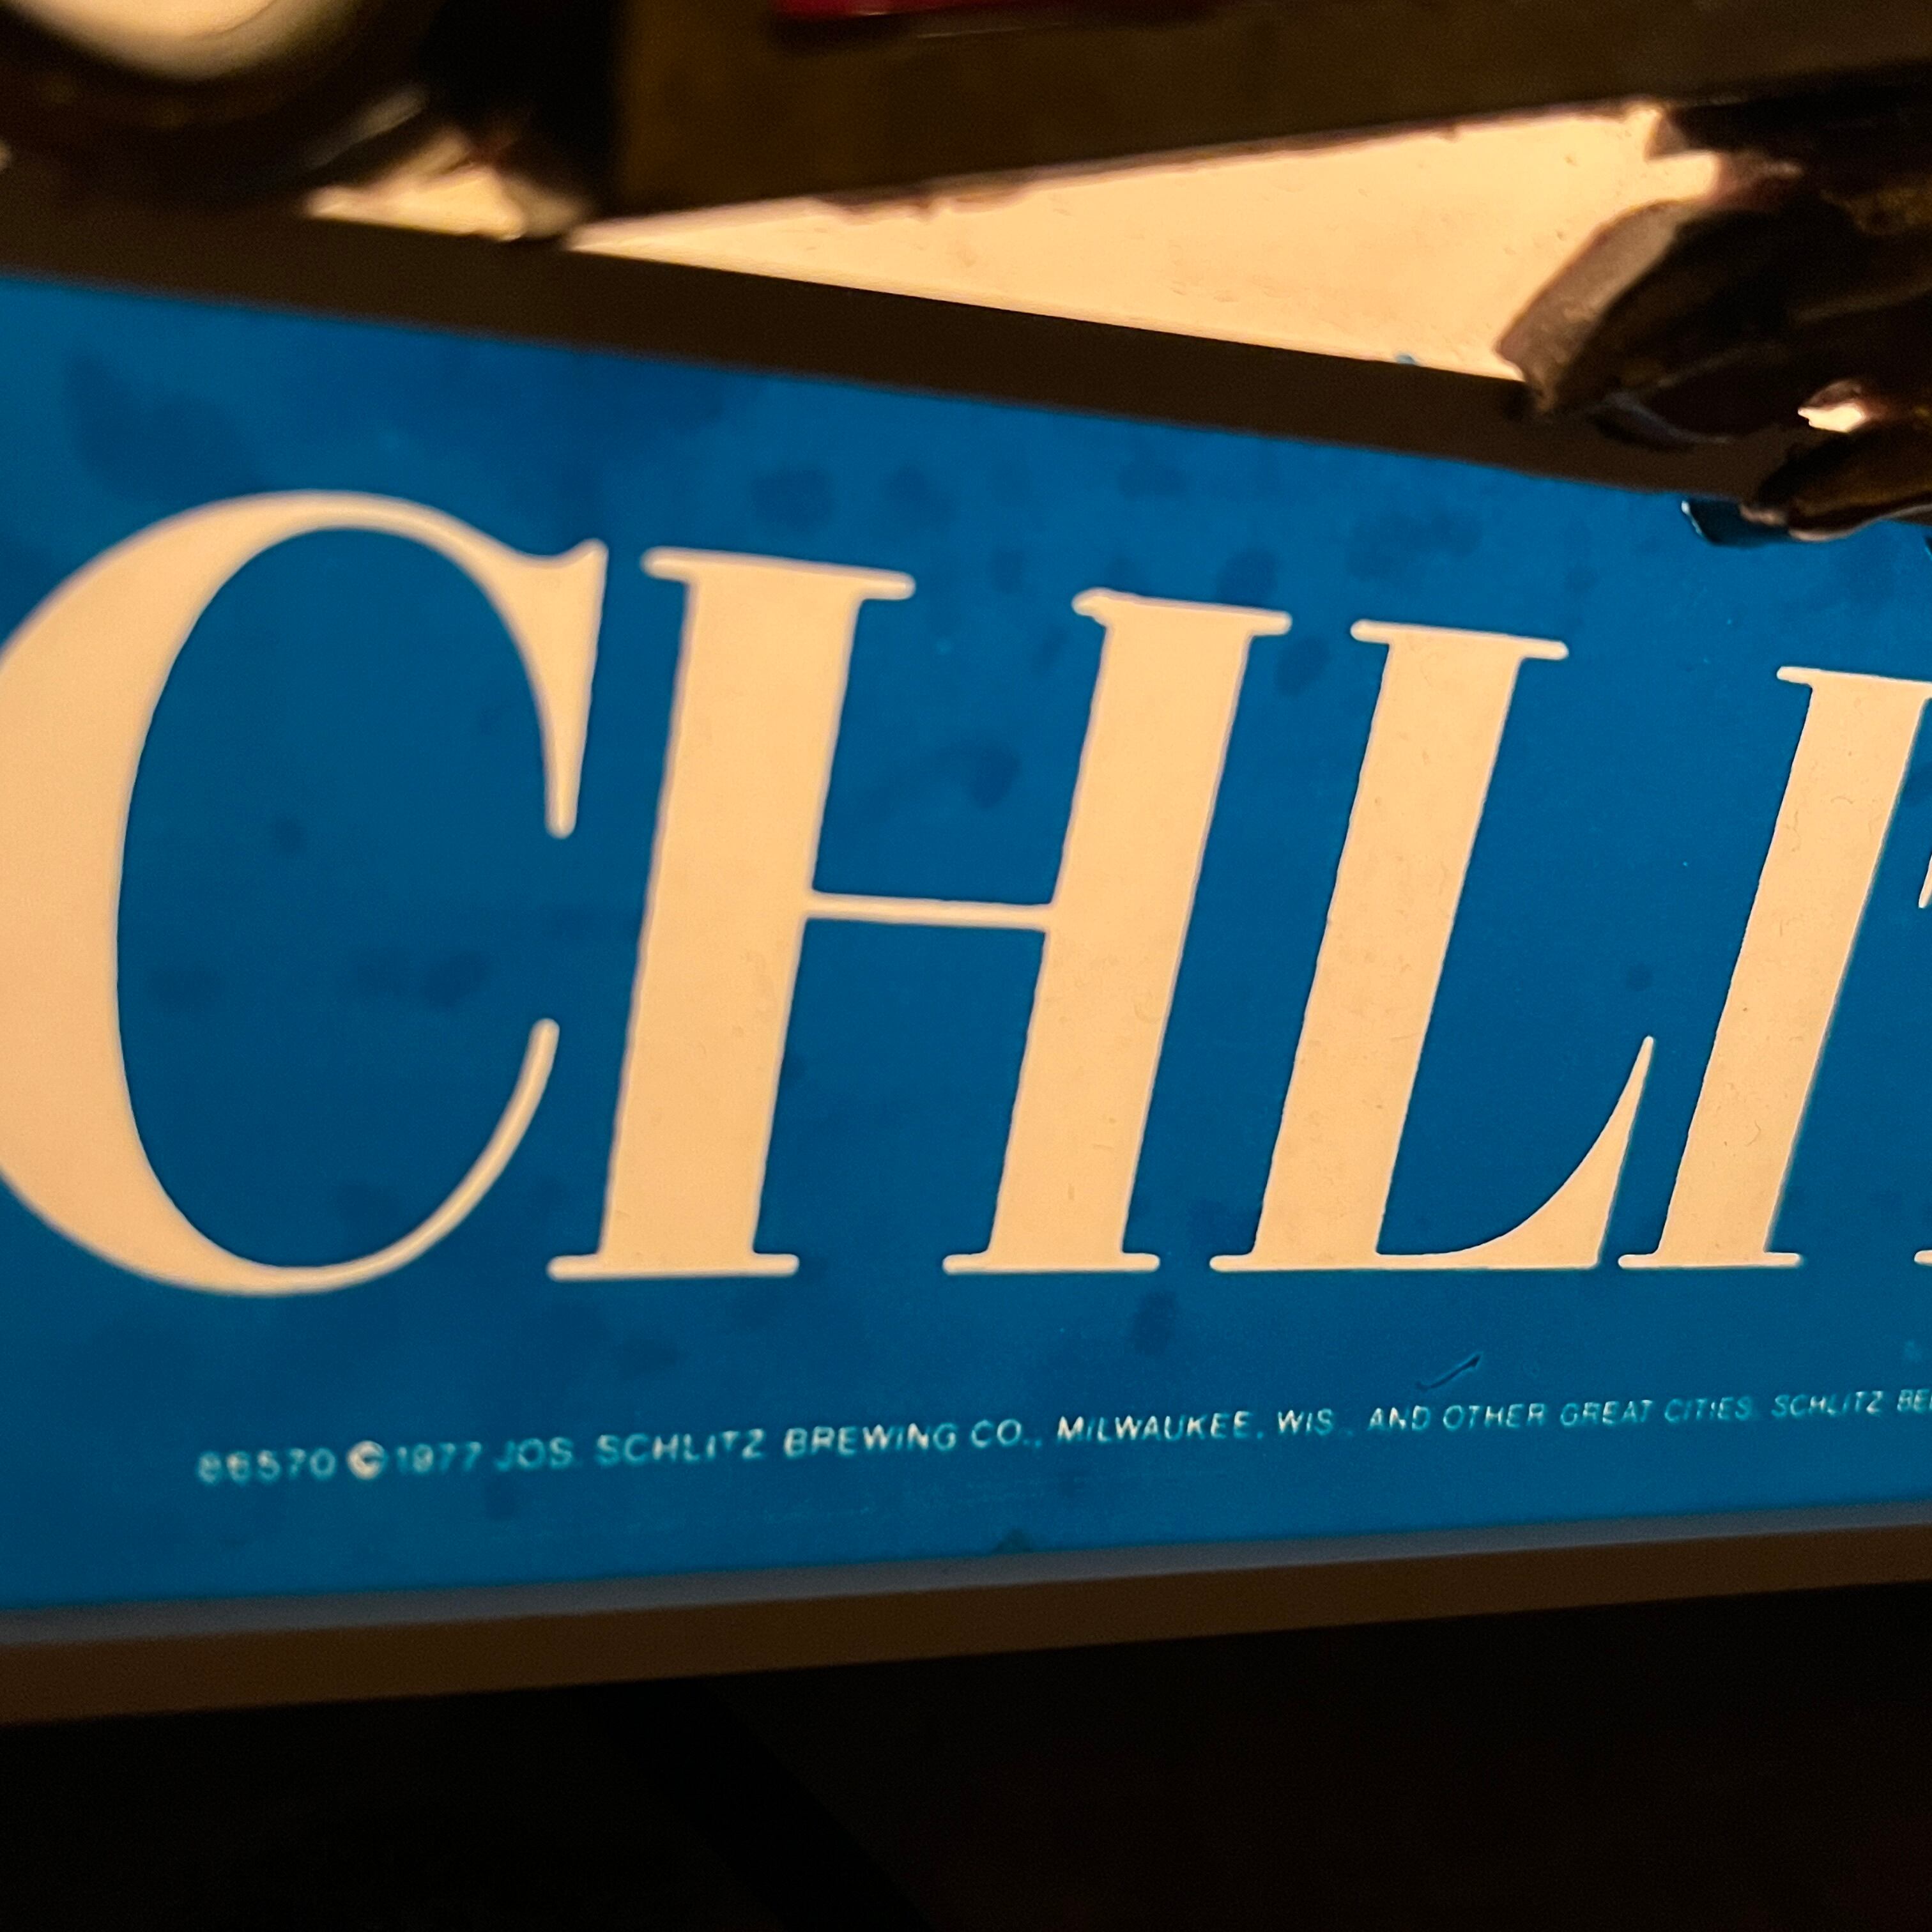 CHLI
86570 © 1977 JOS. SCHLITZ BREWING CO., MILWAUKEE, WIS., AND OTHER GREAT CITIES. SCHLITZ